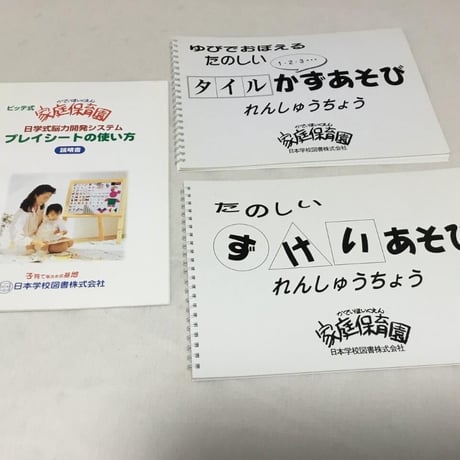 かていほいくえん
ピッテ式 家庭保育園
日学式脳力開発システム
プレイシートの使い方
説明書
子育て
基地
日本学校図書株式会社
ゆびでおぼえる
たのしい 1・2・3・・・
タイルかずあそび
れんしゅうちょう
かていほいくえん
家庭保育園
日本学校図書株式会社
たのしい
ずけいあそび
れんしゅうちょう
かていほいくえん
家庭保育園
日本学校図書株式会社